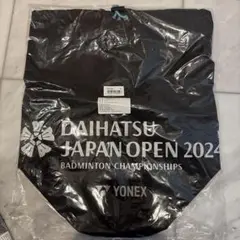 DAIHATSU
JAPAN OPEN 2024
BADMINTON CHAMPIONSHIPS
YONEX